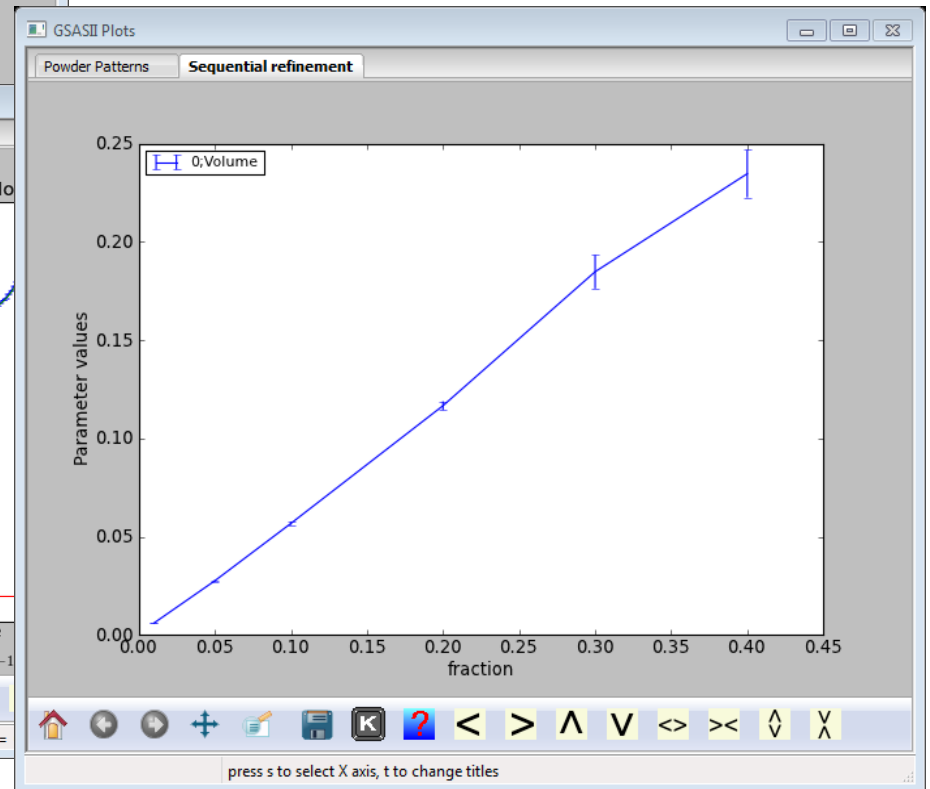 GSASII Plots
Powder Patterns
Sequential refinement
lo
0;Volume
0.25
0.20
0.15
0.10
0.05
0.00
Parameter values
0.00 0.05 0.10 0.15 0.20 0.25 0.30 0.35 0.40 0.45
fraction
−1
K ? < > Λ V <> ><
=
press s to select X axis, t to change titles